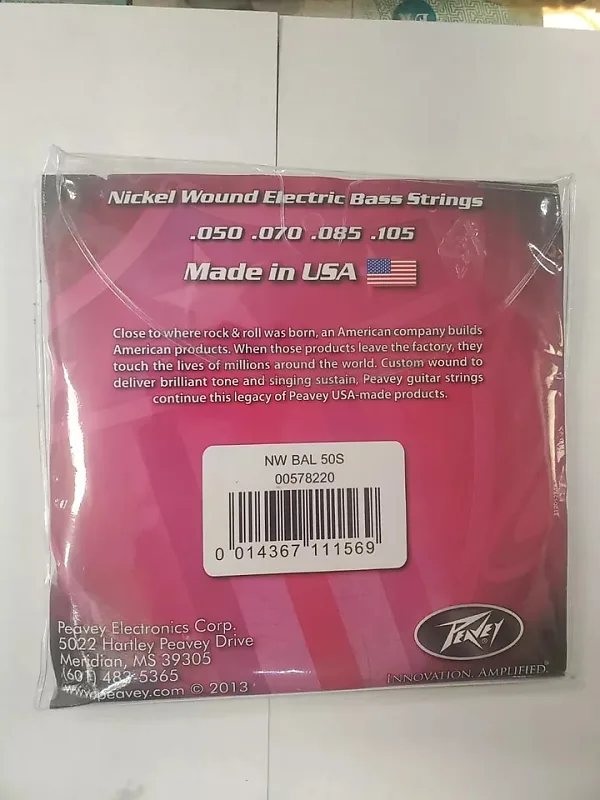 Nickel Wound Electric Bass Strings
.050 .070 .085 .105
Made in USA
Close to where rock & roll was born, an American company builds
American products. When those products leave the factory, they
touch the lives of millions around the world. Custom wound to
deliver brilliant tone and singing sustain, Peavey guitar strings
continue this legacy of Peavey USA-made products.
NW BAL 50S
00578220
0 014367 111569
Peavey Electronics Corp.
5022 Hartley Peavey Drive
Meridian, MS 39305
(601) 483-5365
www.peavey.com © 2013
PEAVEY®
INNOVATION. AMPLIFIED.®